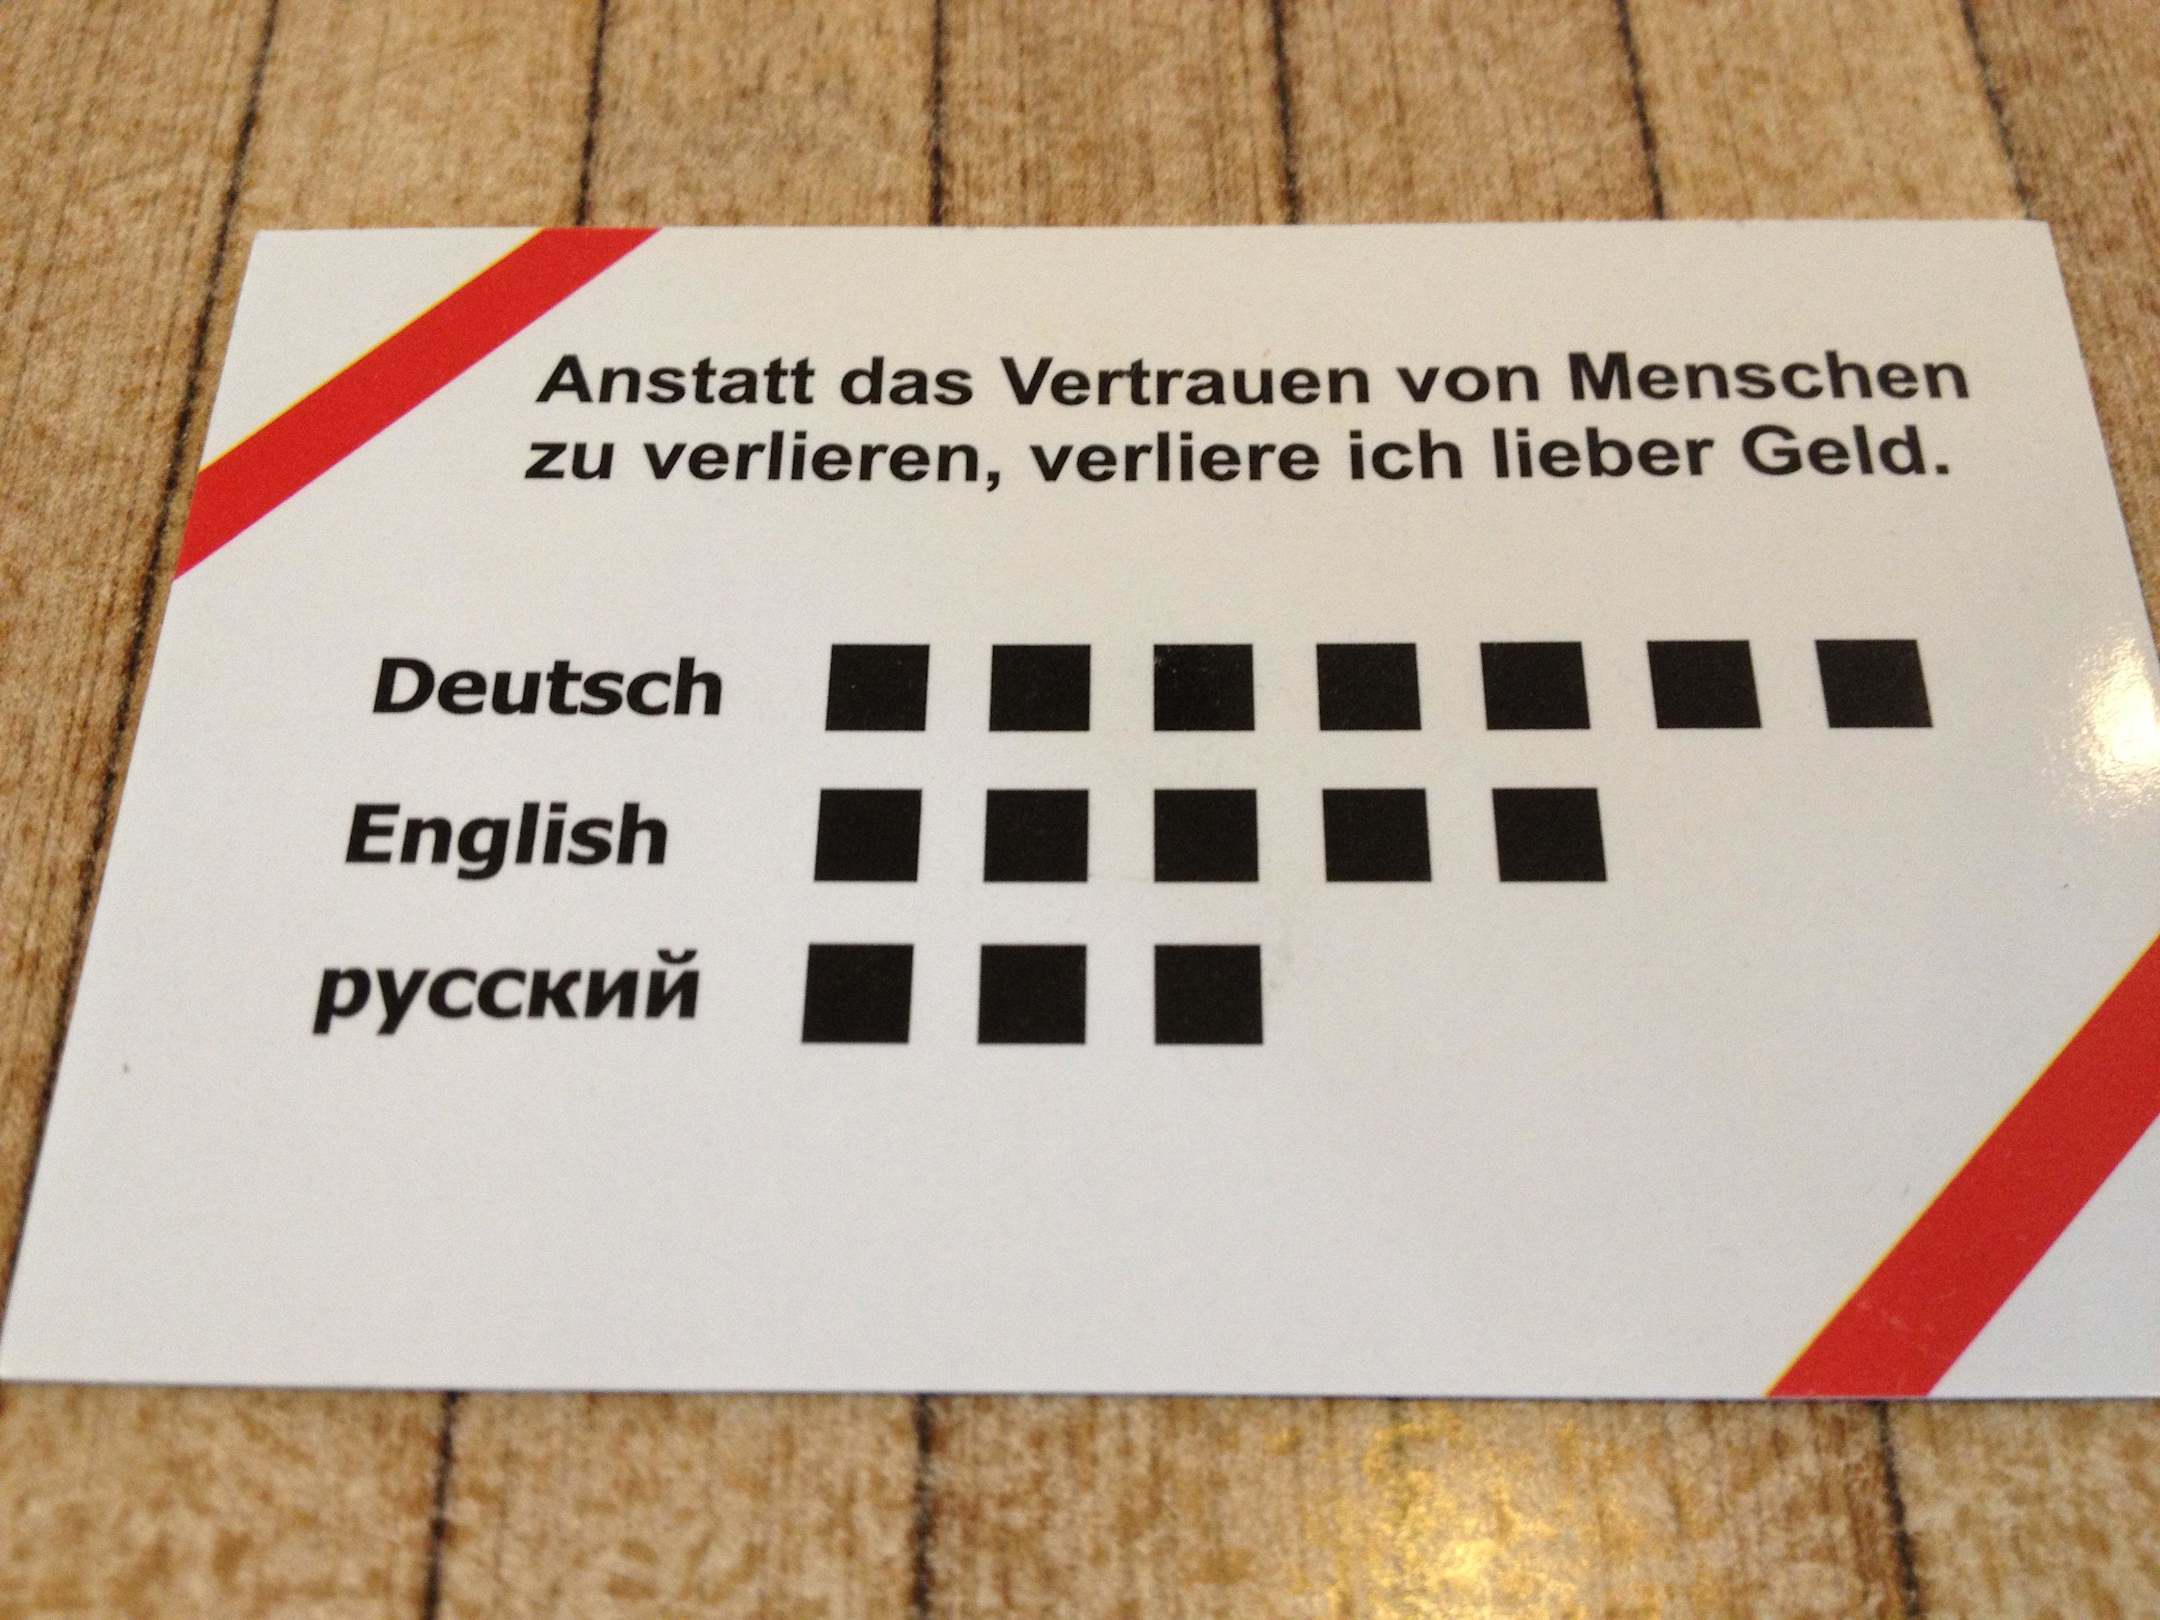 Anstatt das Vertrauen von Menschen
zu verlieren, verliere ich lieber Geld.
Deutsch
English
русский